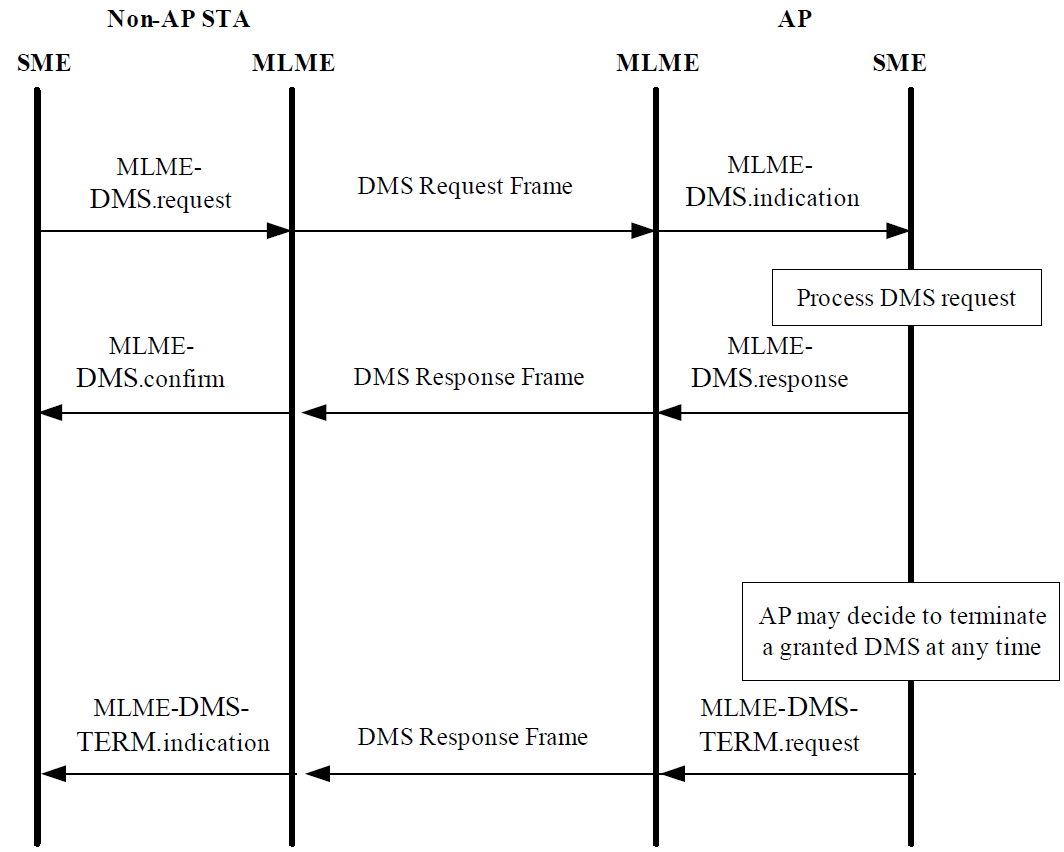 Non-AP STA
AP
SME
MLME
MLME
SME
MLME-
DMS.request
DMS Request Frame
MLME-
DMS.indication
Process DMS request
MLME-
DMS.confirm
DMS Response Frame
MLME-
DMS.response
AP may decide to terminate
a granted DMS at any time
MLME-DMS-
TERM.indication
DMS Response Frame
MLME-DMS-
TERM.request